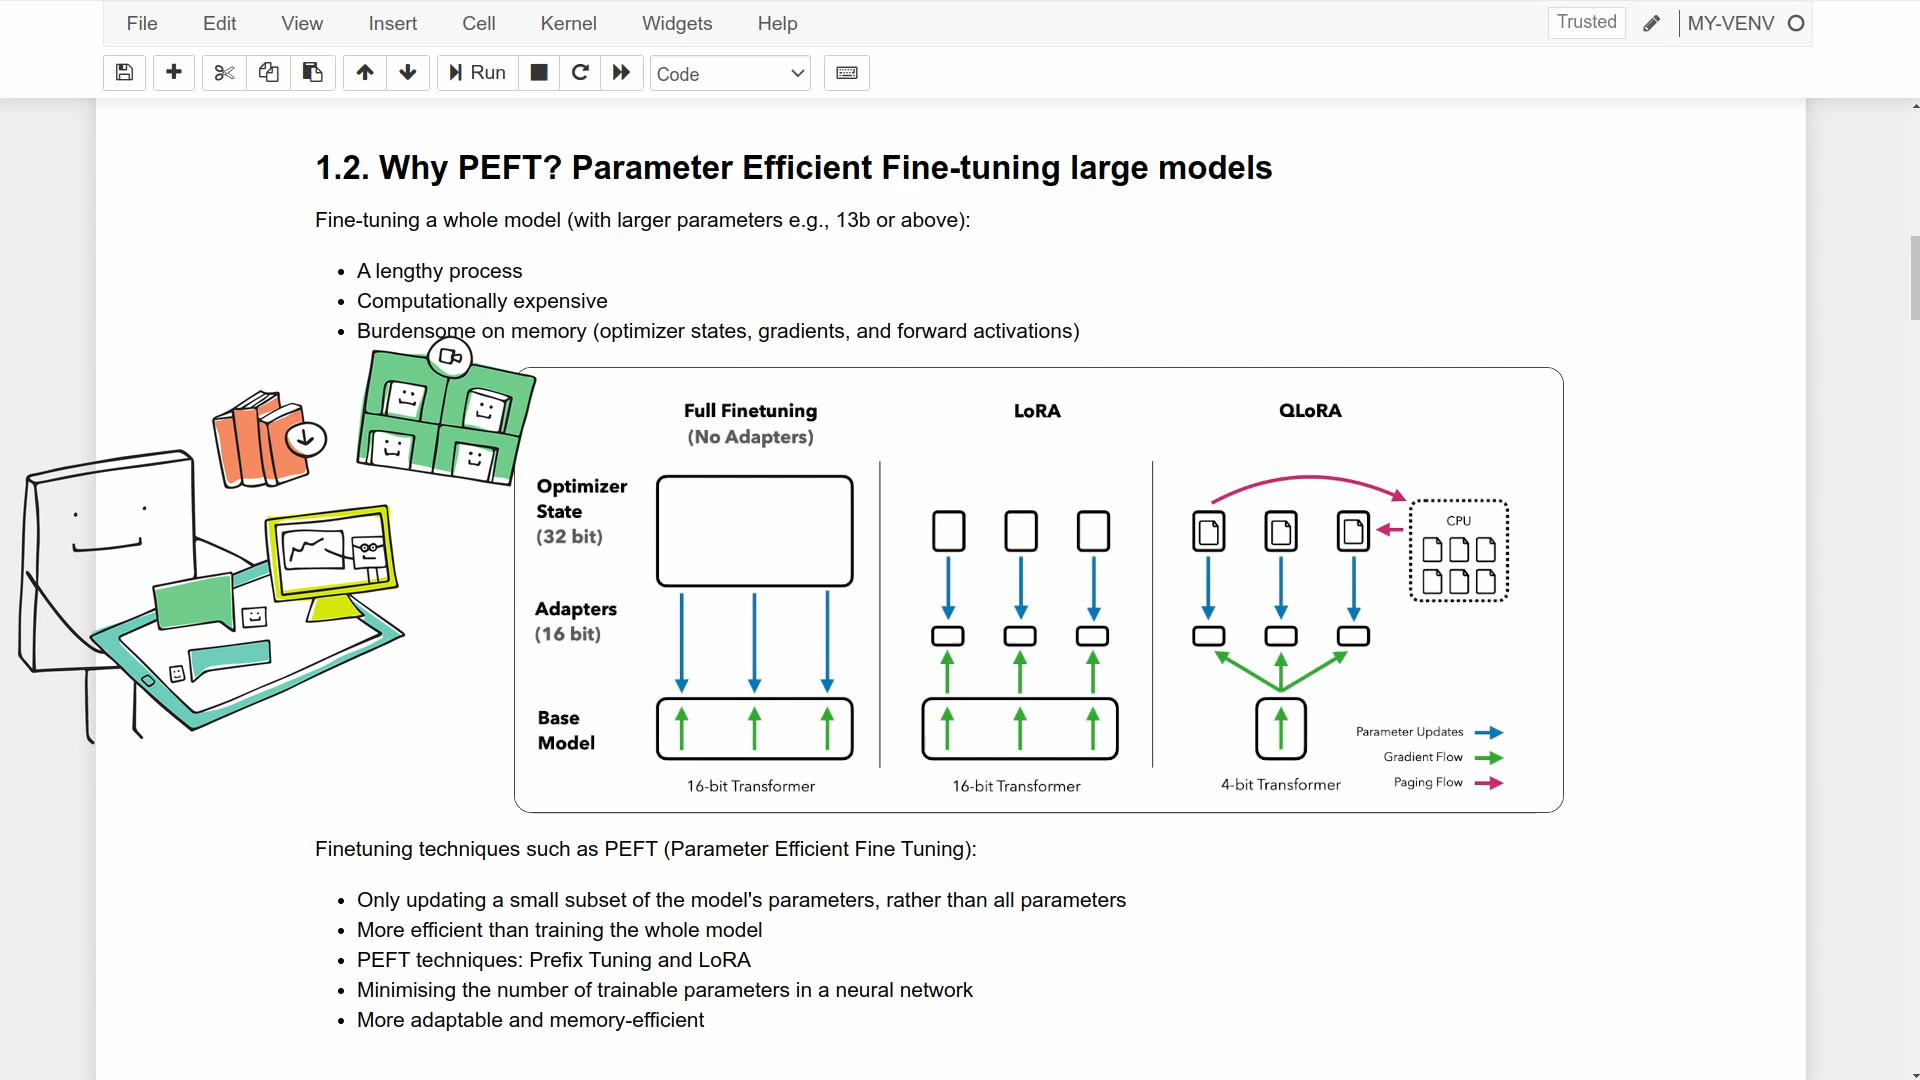 File Edit View Insert Cell Kernel Widgets Help Trusted MY-VENV
Run Code
1.2. Why PEFT? Parameter Efficient Fine-tuning large models
Fine-tuning a whole model (with larger parameters e.g., 13b or above):
• A lengthy process
• Computationally expensive
• Burdensome on memory (optimizer states, gradients, and forward activations)
Full Finetuning
(No Adapters)
LoRA
QLoRA
Optimizer
State
(32 bit)
CPU
Adapters
(16 bit)
Base
Model
Parameter Updates
Gradient Flow
Paging Flow
16-bit Transformer
16-bit Transformer
4-bit Transformer
Finetuning techniques such as PEFT (Parameter Efficient Fine Tuning):
• Only updating a small subset of the model's parameters, rather than all parameters
• More efficient than training the whole model
• PEFT techniques: Prefix Tuning and LoRA
• Minimising the number of trainable parameters in a neural network
• More adaptable and memory-efficient